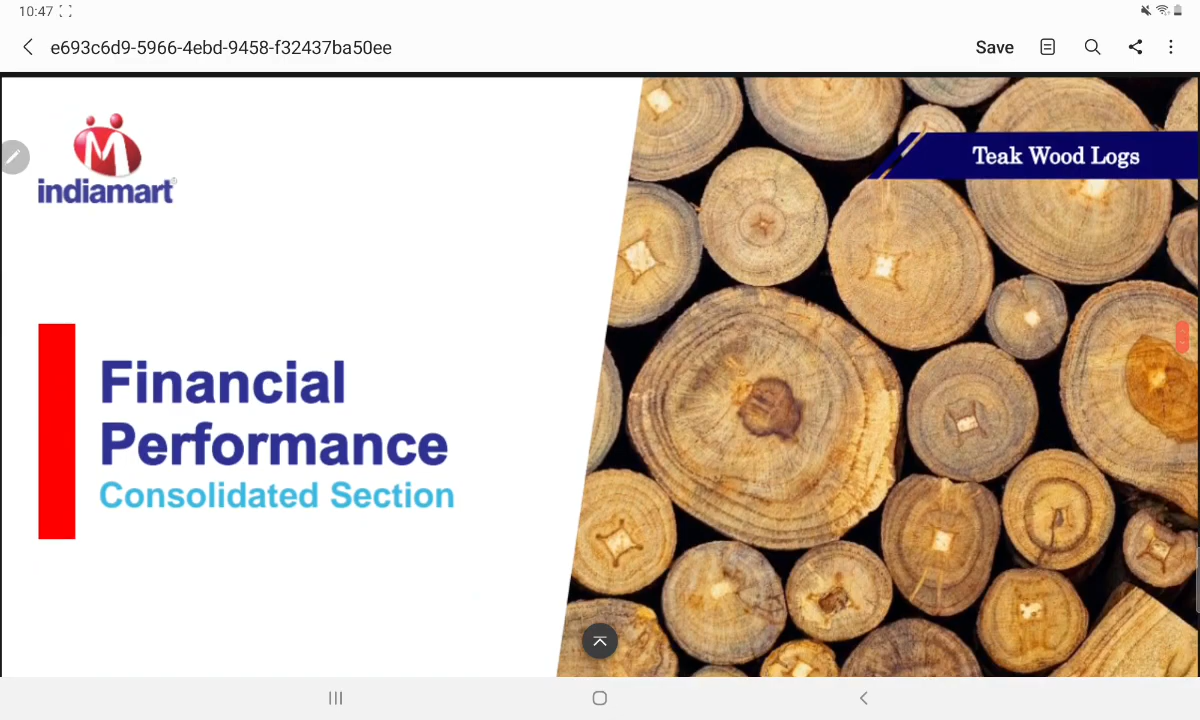 10:47
e693c6d9-5966-4ebd-9458-f32437ba50ee
Save
indiamart
Teak Wood Logs
Financial
Performance
Consolidated Section